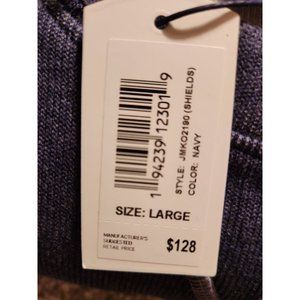 1 94239 12301 9
STYLE: JMKO2190 (SHIELDS)
COLOR: NAVY
SIZE: LARGE
MANUFACTURER'S
SUGGESTED
RETAIL PRICE
$128